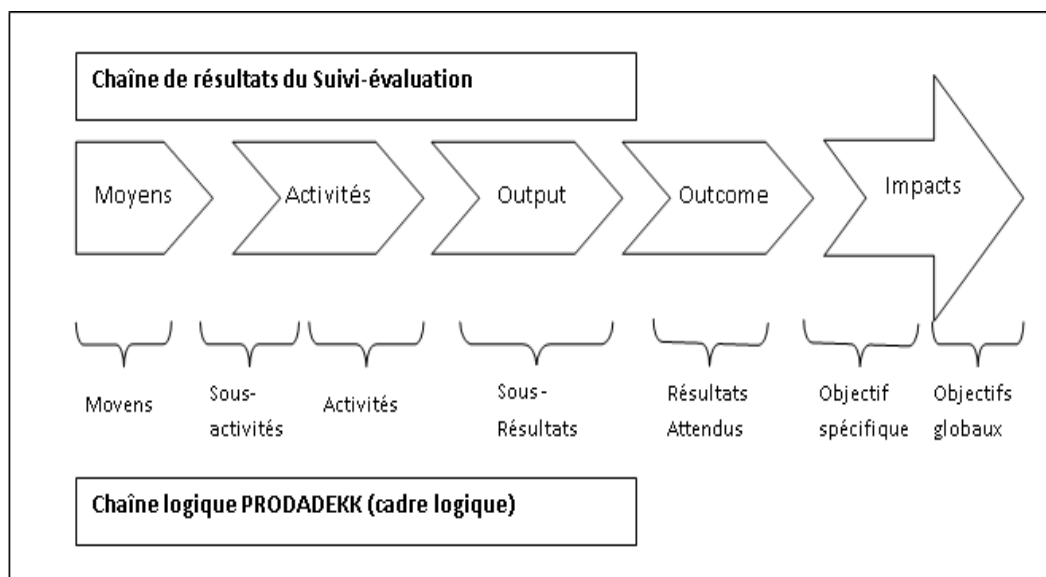 Chaîne de résultats du Suivi-évaluation
Moyens
Activités
Output
Outcome
Impacts
Movens
Sous-
activités
Activités
Sous-
Résultats
Résultats
Attendus
Objectif
spécifique
Objectifs
globaux
Chaîne logique PRODADEKK (cadre logique)